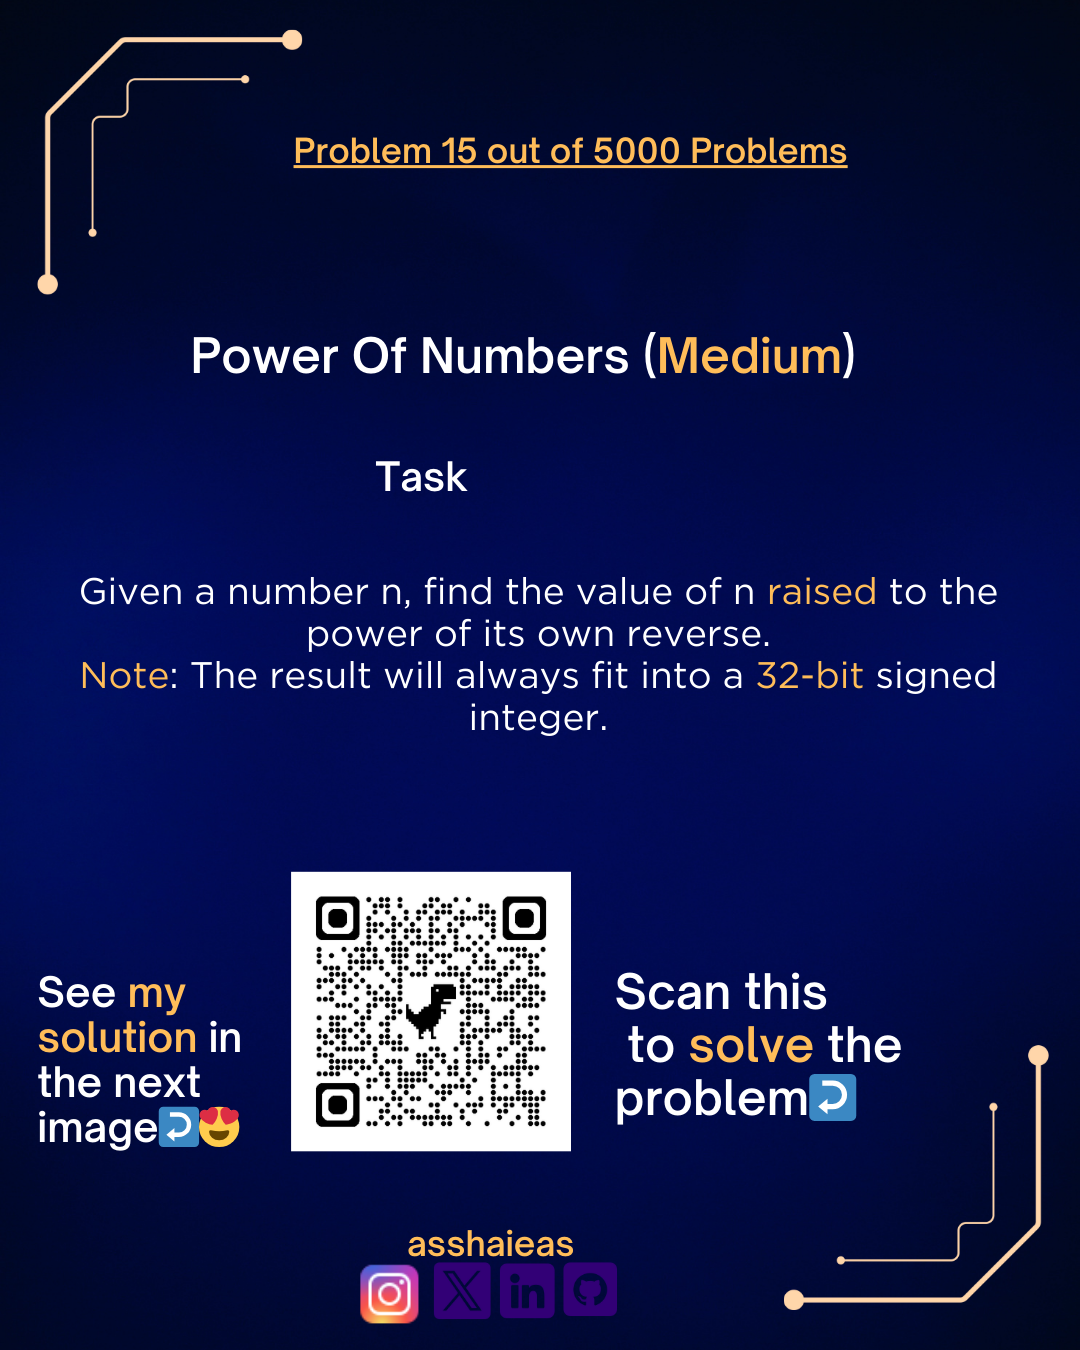 Problem 15 out of 5000 Problems
Power Of Numbers (Medium)
Task
Given a number n, find the value of n raised to the
power of its own reverse.
Note: The result will always fit into a 32-bit signed
integer.
See my
solution in
the next
image↩️😍
Scan this
to solve the
problem↩️
asshaieas